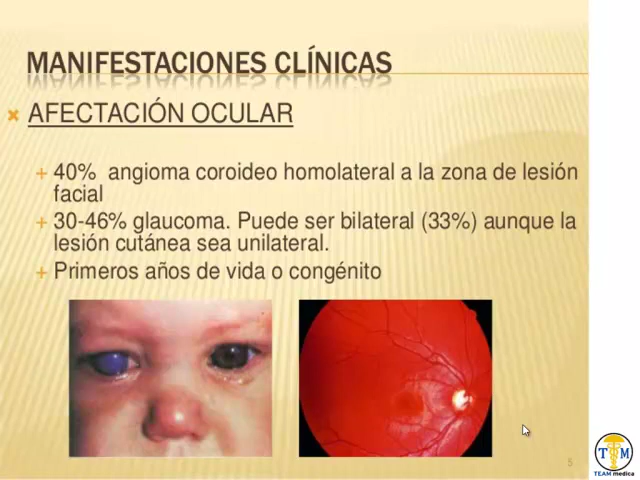 MANIFESTACIONES CLÍNICAS
AFECTACIÓN OCULAR
40% angioma coroideo homolateral a la zona de lesión
facial
30-46% glaucoma. Puede ser bilateral (33%) aunque la
lesión cutánea sea unilateral.
Primeros años de vida o congénito
5
T M
TEAM medica